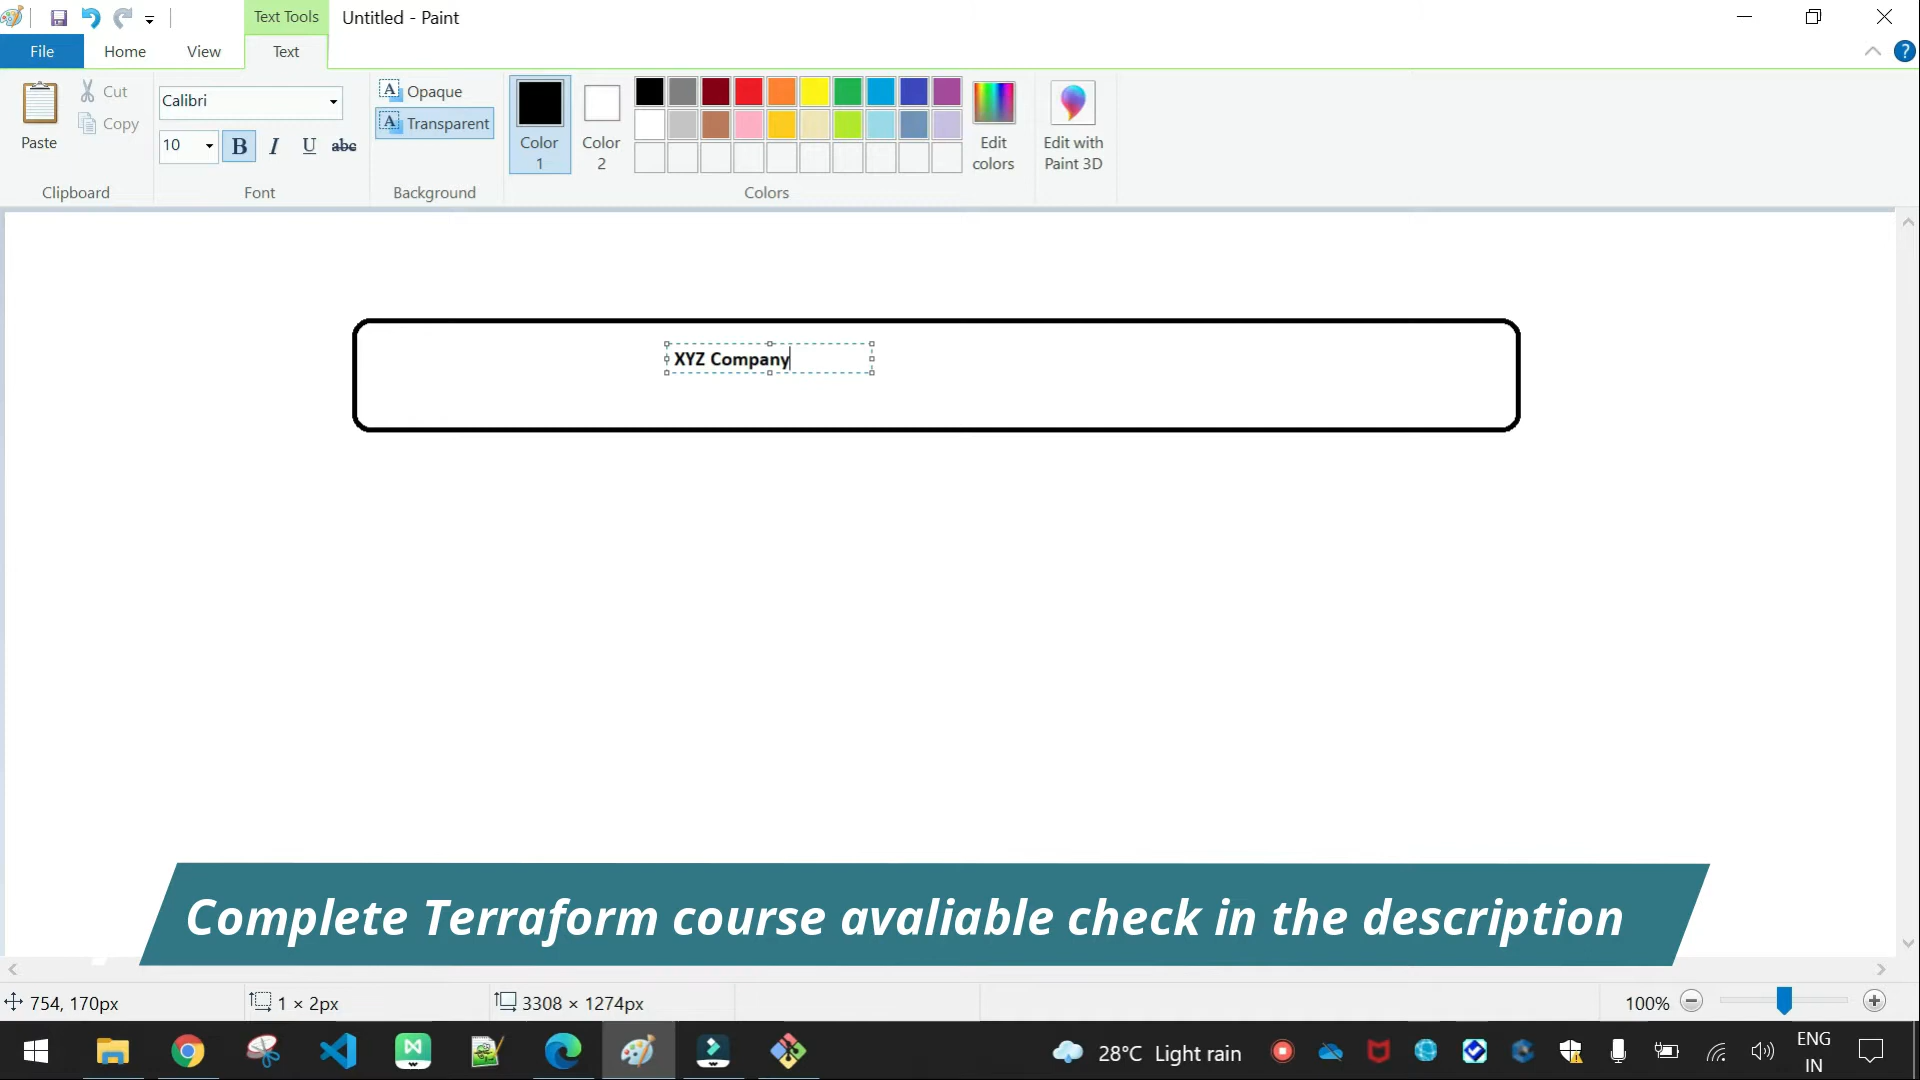 Text Tools
Untitled - Paint
File
Home
View
Text
Paste
Cut
Copy
Clipboard
Calibri
10
B
I
U
abc
Font
A Opaque
A Transparent
Background
Color
1
Color
2
Colors
Edit
colors
Edit with
Paint 3D
XYZ Company
Complete Terraform course avaliable check in the description
754, 170px
1 × 2px
3308 × 1274px
100%
28°C Light rain
ENG
IN